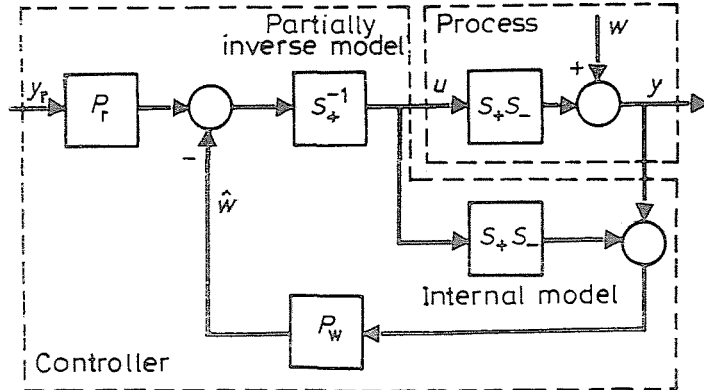 Partially
inverse model
Process
w
+
y_r
P_r
S_+^{-1}
u
S_+ S_-
y
-
ŵ
S_+ S_-
Internal model
P_w
Controller